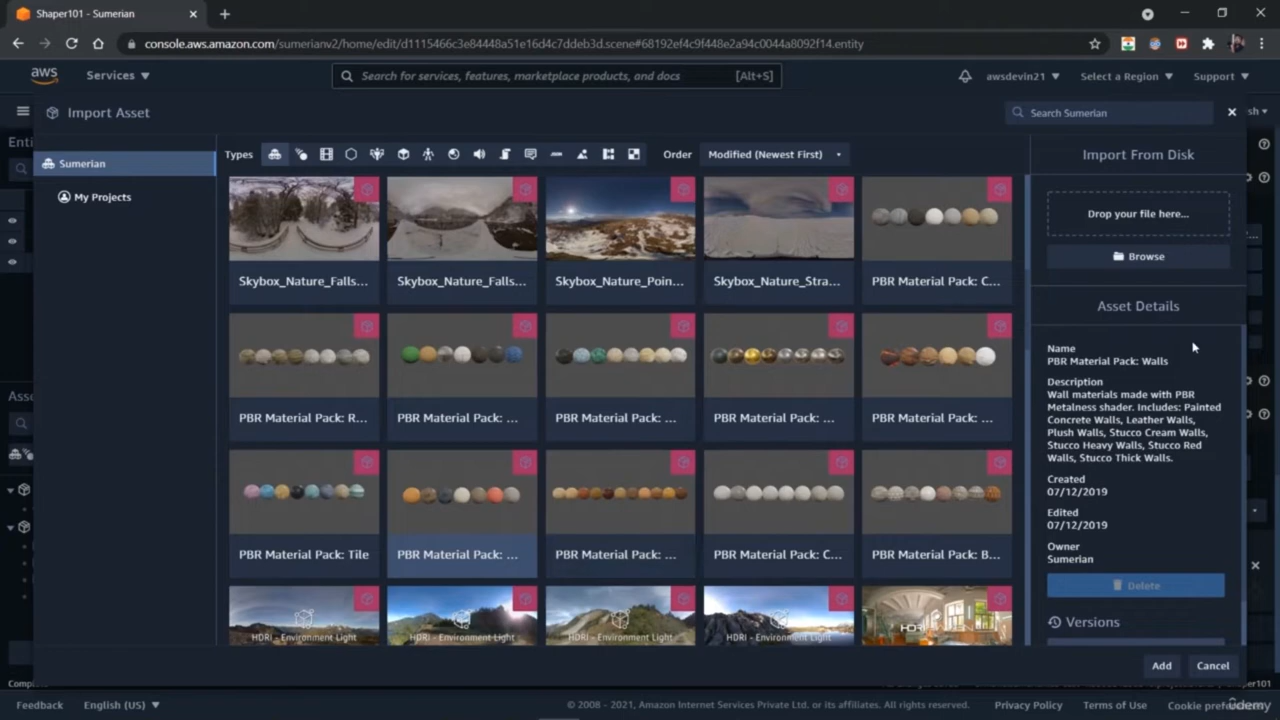 Shaper101 - Sumerian
console.aws.amazon.com/sumerianv2/home/edit/d1115466c3e84448a51e16d4c7ddeb3d.scene#68192ef4c9f448e2a94c0044a8092f14.entity
aws
Services
Search for services, features, marketplace products, and docs
[Alt+S]
awsdevin21
Select a Region
Support
Import Asset
Search Sumerian
Enti
Sumerian
My Projects
Types
Order
Modified (Newest First)
Import From Disk
Drop your file here...
Browse
Skybox_Nature_Falls...
Skybox_Nature_Falls...
Skybox_Nature_Poin...
Skybox_Nature_Stra...
PBR Material Pack: C...
Asset Details
Name
PBR Material Pack: Walls
Description
Wall materials made with PBR
Metalness shader. Includes: Painted
Concrete Walls, Leather Walls,
Plush Walls, Stucco Cream Walls,
Stucco Heavy Walls, Stucco Red
Walls, Stucco Thick Walls.
PBR Material Pack: R...
PBR Material Pack: ...
PBR Material Pack: ...
PBR Material Pack: ...
PBR Material Pack: ...
Asse
Created
07/12/2019
Edited
07/12/2019
Owner
Sumerian
PBR Material Pack: Tile
PBR Material Pack: ...
PBR Material Pack: ...
PBR Material Pack: C...
PBR Material Pack: B...
Delete
HDRI - Environment Light
HDRI - Environment Light
HDRI - Environment Light
HDRI - Environment Light
Versions
Add
Cancel
Feedback
English (US)
© 2008 - 2021, Amazon Internet Services Private Ltd. or its affiliates. All rights reserved.
Privacy Policy
Terms of Use
Cookie prefe
Udemy